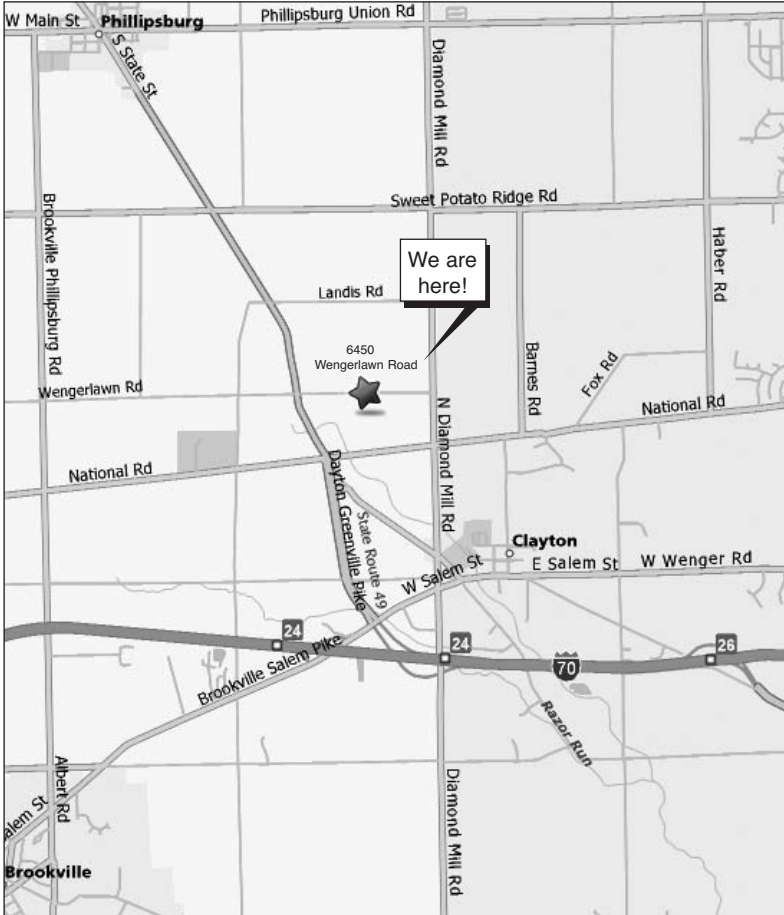 W Main St
Phillipsburg
Phillipsburg Union Rd
S State St
Diamond Mill Rd
Sweet Potato Ridge Rd
Brookville Phillipsburg Rd
Haber Rd
We are
here!
Landis Rd
6450
Wengerlawn Road
Barnes Rd
Fox Rd
Wengerlawn Rd
National Rd
N Diamond Mill Rd
National Rd
Dayton Greenville Pike
State Route 49
Clayton
W Salem St
E Salem St
W Wenger Rd
24
24
70
26
Brookville Salem Pike
Razor Run
Albert Rd
Diamond Mill Rd
Salem St
Brookville